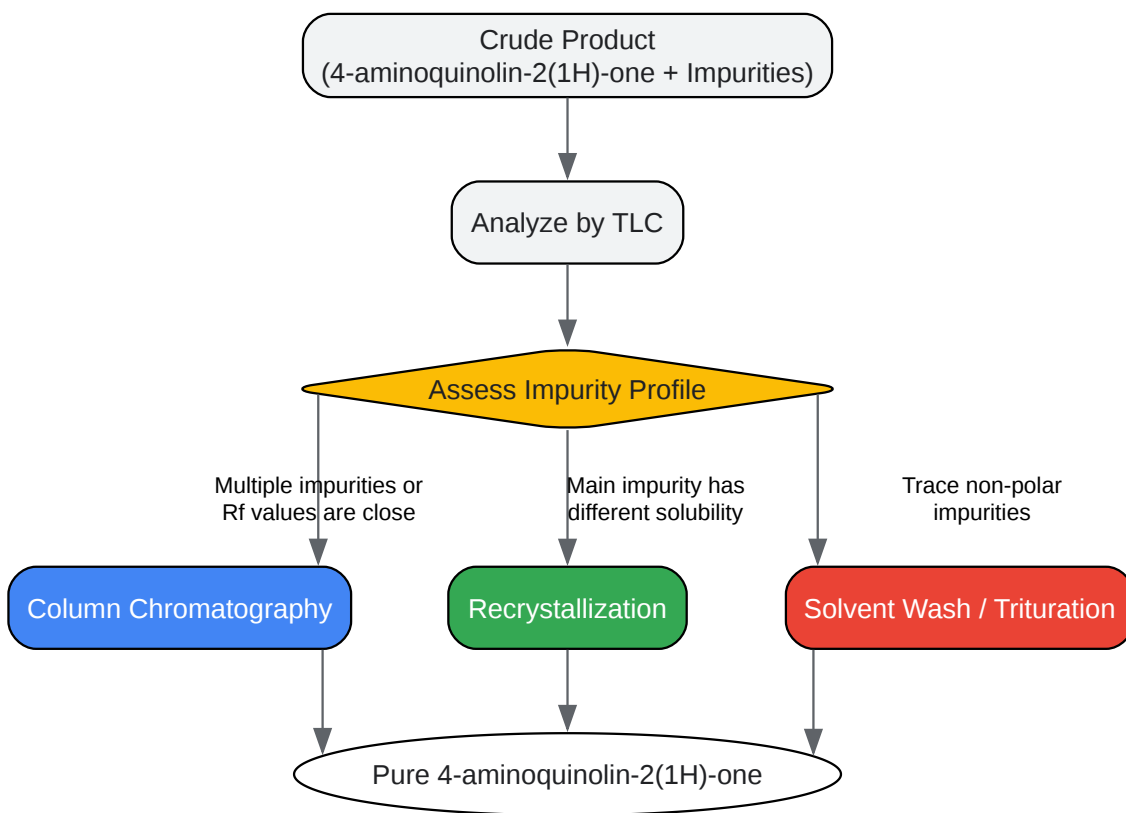 Crude Product
(4-aminoquinolin-2(1H)-one + Impurities)
Analyze by TLC
Assess Impurity Profile
Multiple impurities or
Rf values are close
Main impurity has
different solubility
Trace non-polar
impurities
Column Chromatography
Recrystallization
Solvent Wash / Trituration
Pure 4-aminoquinolin-2(1H)-one